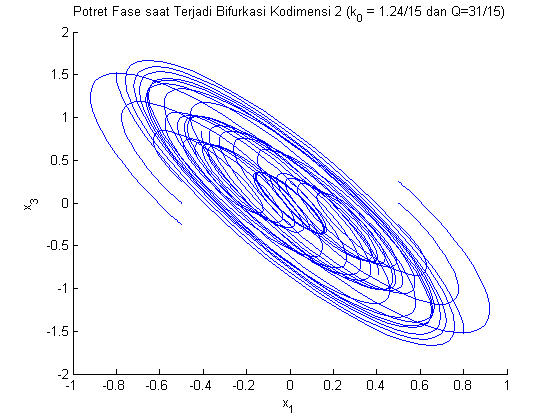 Potret Fase saat Terjadi Bifurkasi Kodimensi 2 (k0 = 1.24/15 dan Q=31/15)
2
1.5
1
0.5
0
-0.5
-1
-1.5
-2
x3
-1 -0.8 -0.6 -0.4 -0.2 0 0.2 0.4 0.6 0.8 1
x1